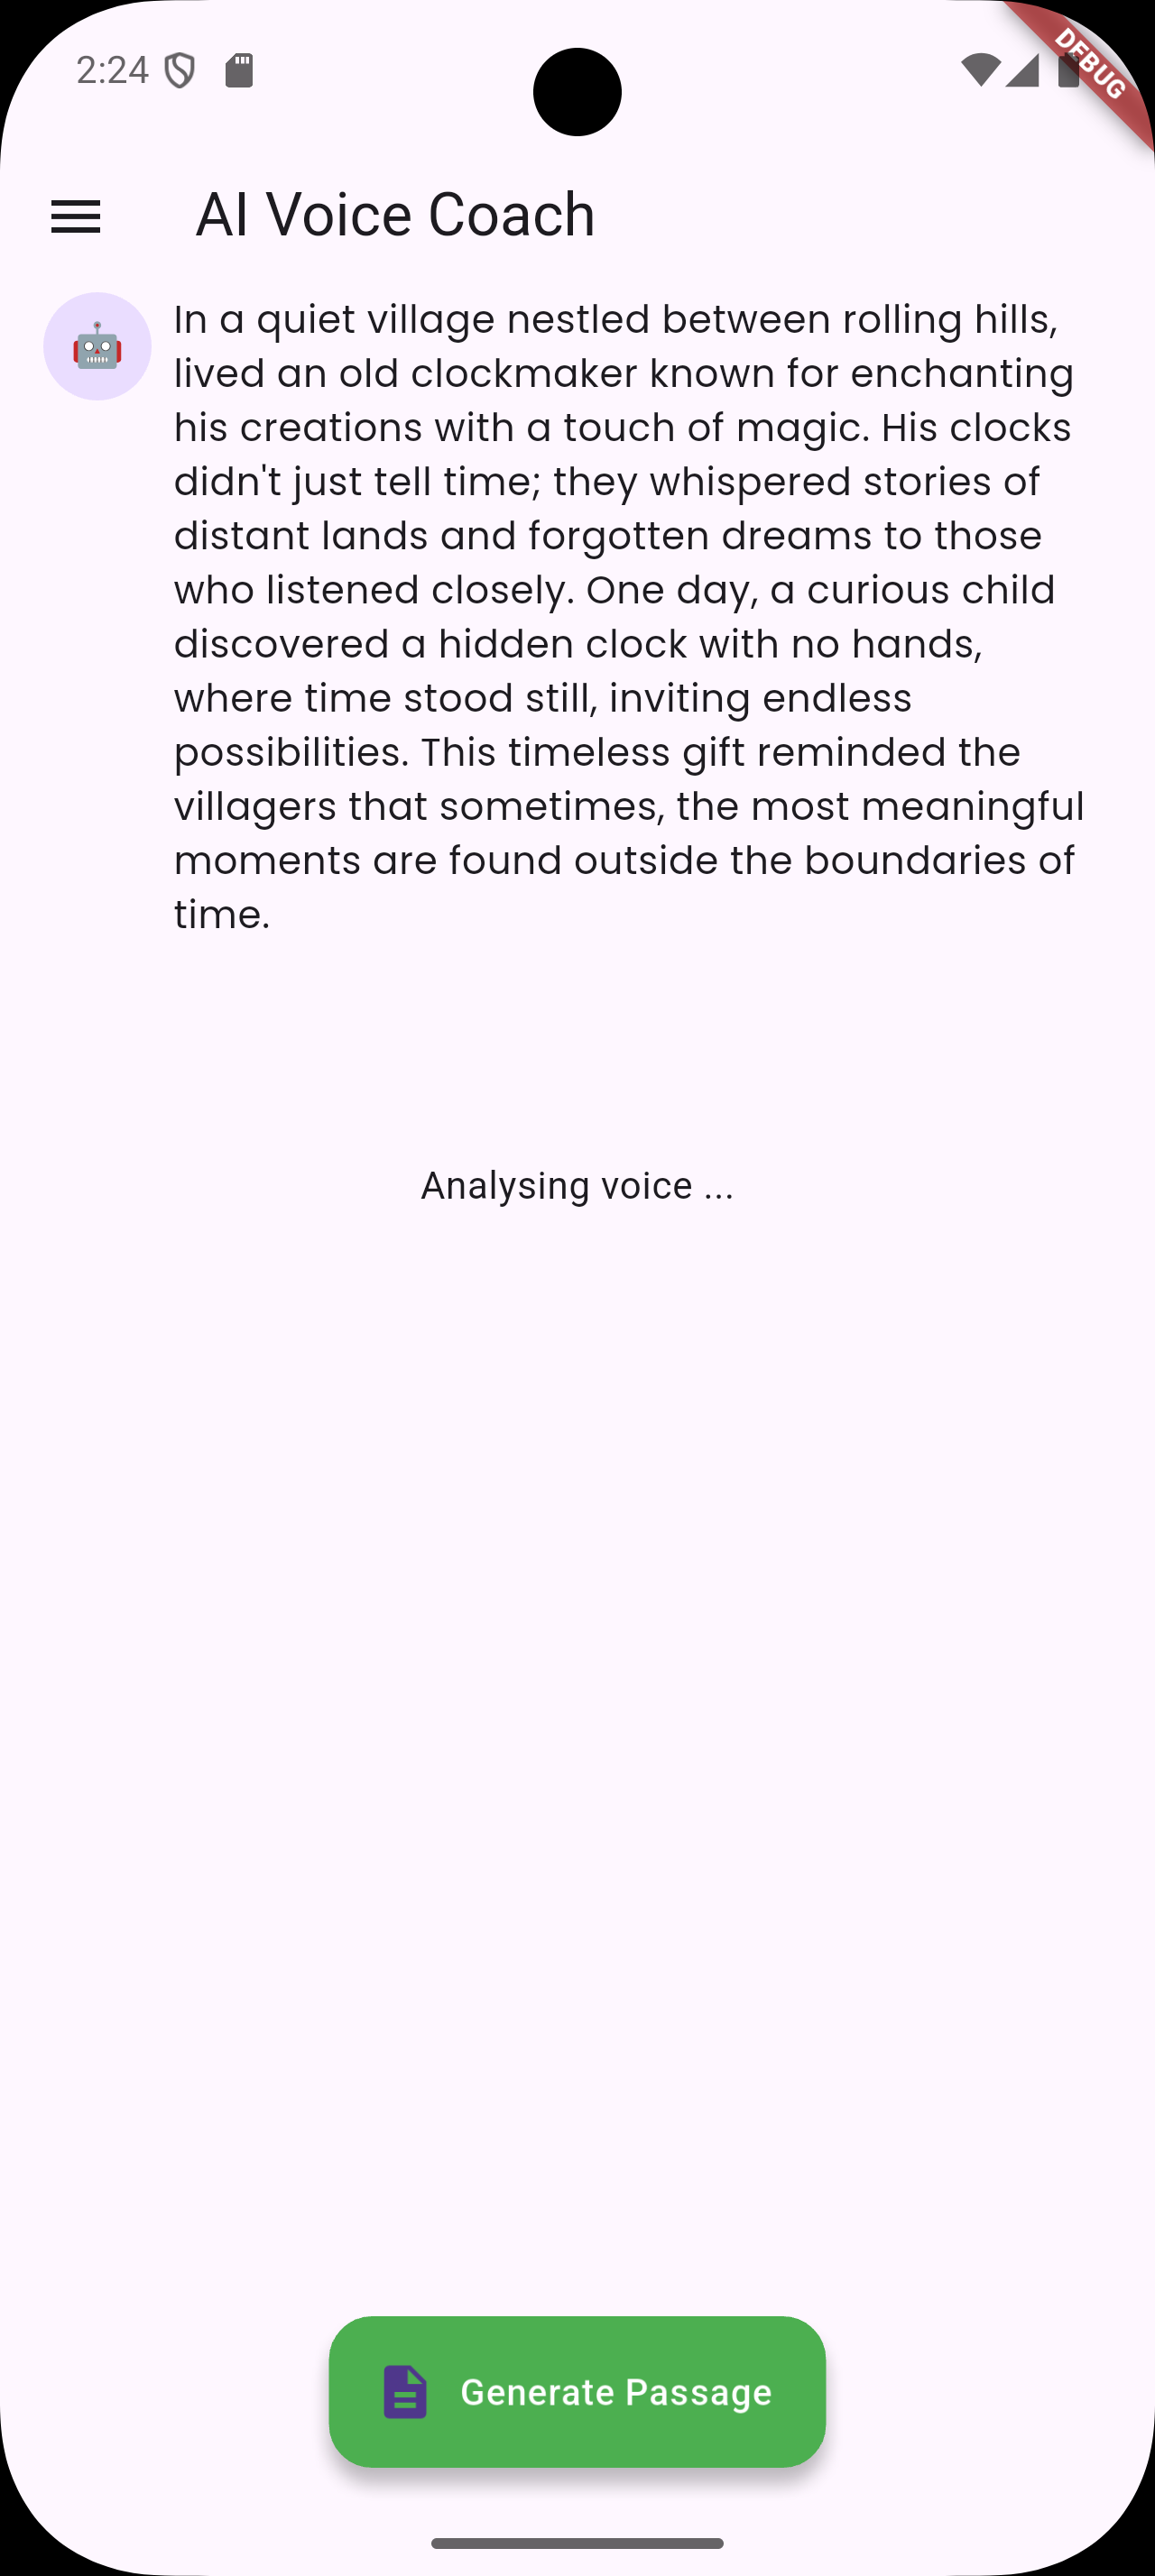 2:24
DEBUG
AI Voice Coach
In a quiet village nestled between rolling hills,
lived an old clockmaker known for enchanting
his creations with a touch of magic. His clocks
didn't just tell time; they whispered stories of
distant lands and forgotten dreams to those
who listened closely. One day, a curious child
discovered a hidden clock with no hands,
where time stood still, inviting endless
possibilities. This timeless gift reminded the
villagers that sometimes, the most meaningful
moments are found outside the boundaries of
time.
Analysing voice ...
Generate Passage